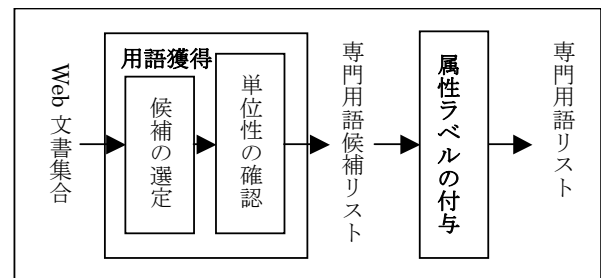 Web 文書集合
用語獲得
候補の選定
単位性の確認
専門用語候補リスト
属性ラベルの付与
専門用語リスト